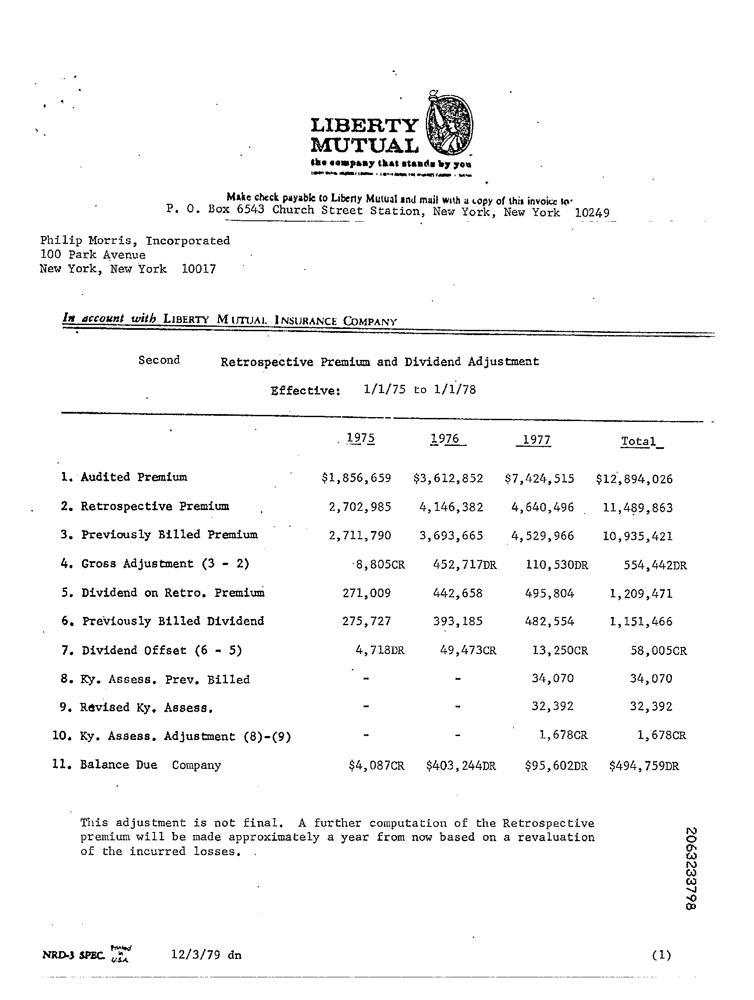 LIBERTY
MUTUAL
the company that stands by you
Make check payable to Liberty Mutual and mail with a copy of this invoice to:
P. O. Box 6543 Church Street Station, New York, New York 10249
Philip Morris, Incorporated
100 Park Avenue
New York, New York 10017
In account with LIBERTY MUTUAL INSURANCE COMPANY
Second Retrospective Premium and Dividend Adjustment
Effective: 1/1/75 to 1/1/78
1975 1976 1977 Total
1. Audited Premium $1,856,659 $3,612,852 $7,424,515 $12,894,026
2. Retrospective Premium 2,702,985 4,146,382 4,640,496 11,489,863
3. Previously Billed Premium 2,711,790 3,693,665 4,529,966 10,935,421
4. Gross Adjustment (3 - 2) 8,805CR 452,717DR 110,530DR 554,442DR
5. Dividend on Retro. Premium 271,009 442,658 495,804 1,209,471
6. Previously Billed Dividend 275,727 393,185 482,554 1,151,466
7. Dividend Offset (6 - 5) 4,718DR 49,473CR 13,250CR 58,005CR
8. Ky. Assess. Prev. Billed - - 34,070 34,070
9. Revised Ky. Assess. - - 32,392 32,392
10. Ky. Assess. Adjustment (8)-(9) - - 1,678CR 1,678CR
11. Balance Due Company $4,087CR $403,244DR $95,602DR $494,759DR
This adjustment is not final. A further computation of the Retrospective
premium will be made approximately a year from now based on a revaluation
of the incurred losses.
2063233798
NRD-3 SPEC. Printed in U.S.A. 12/3/79 dn (1)